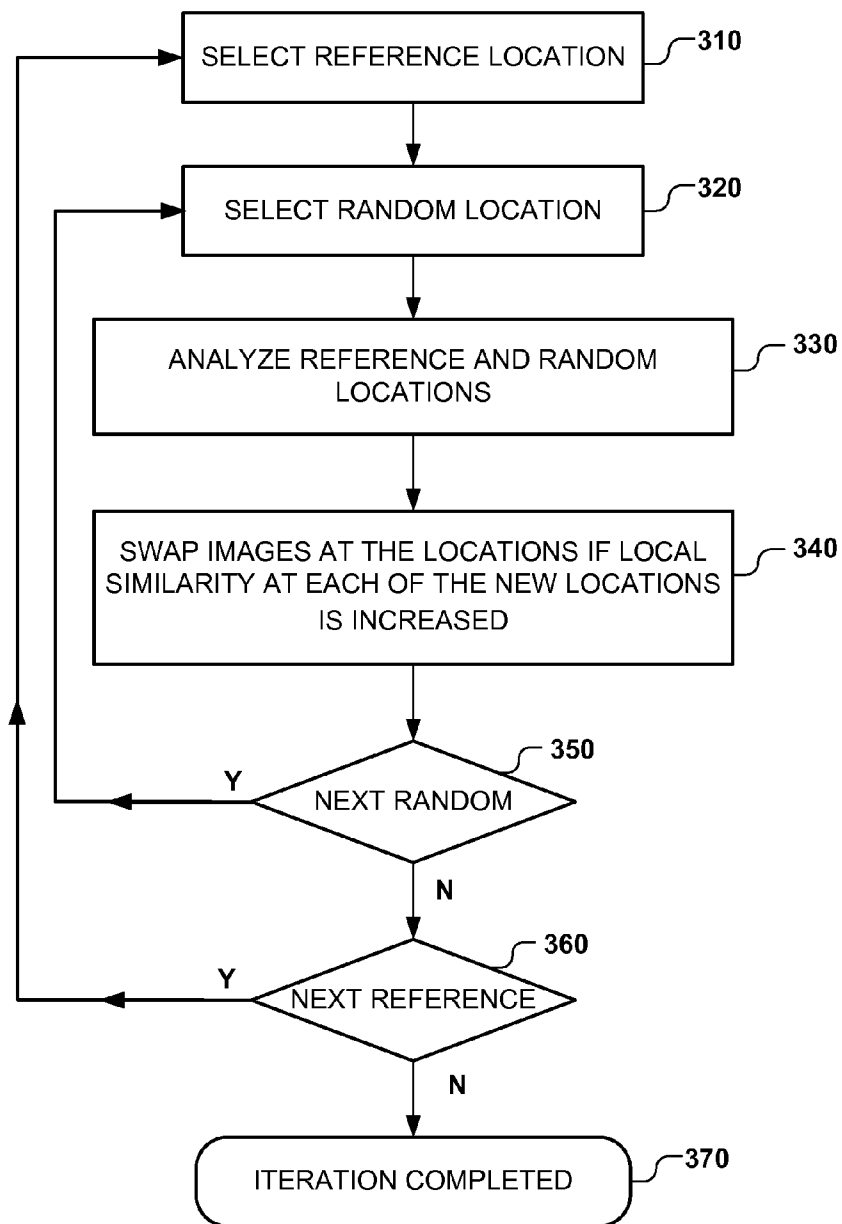 SELECT REFERENCE LOCATION
310
SELECT RANDOM LOCATION
320
ANALYZE REFERENCE AND RANDOM
LOCATIONS
330
SWAP IMAGES AT THE LOCATIONS IF LOCAL
SIMILARITY AT EACH OF THE NEW LOCATIONS
IS INCREASED
340
350
Y
NEXT RANDOM
N
360
Y
NEXT REFERENCE
N
ITERATION COMPLETED
370